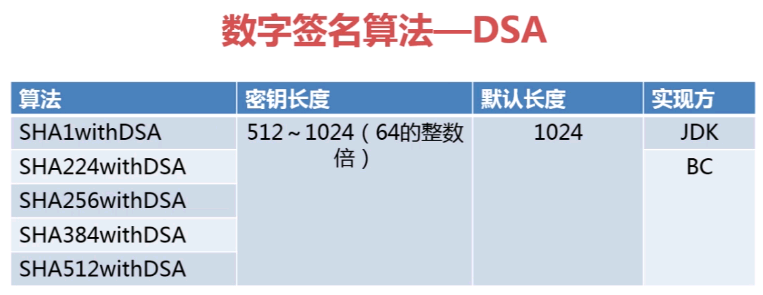 数字签名算法—DSA
算法 密钥长度 默认长度 实现方
SHA1withDSA 512～1024（64的整数 1024 JDK
倍）
SHA224withDSA BC
SHA256withDSA
SHA384withDSA
SHA512withDSA